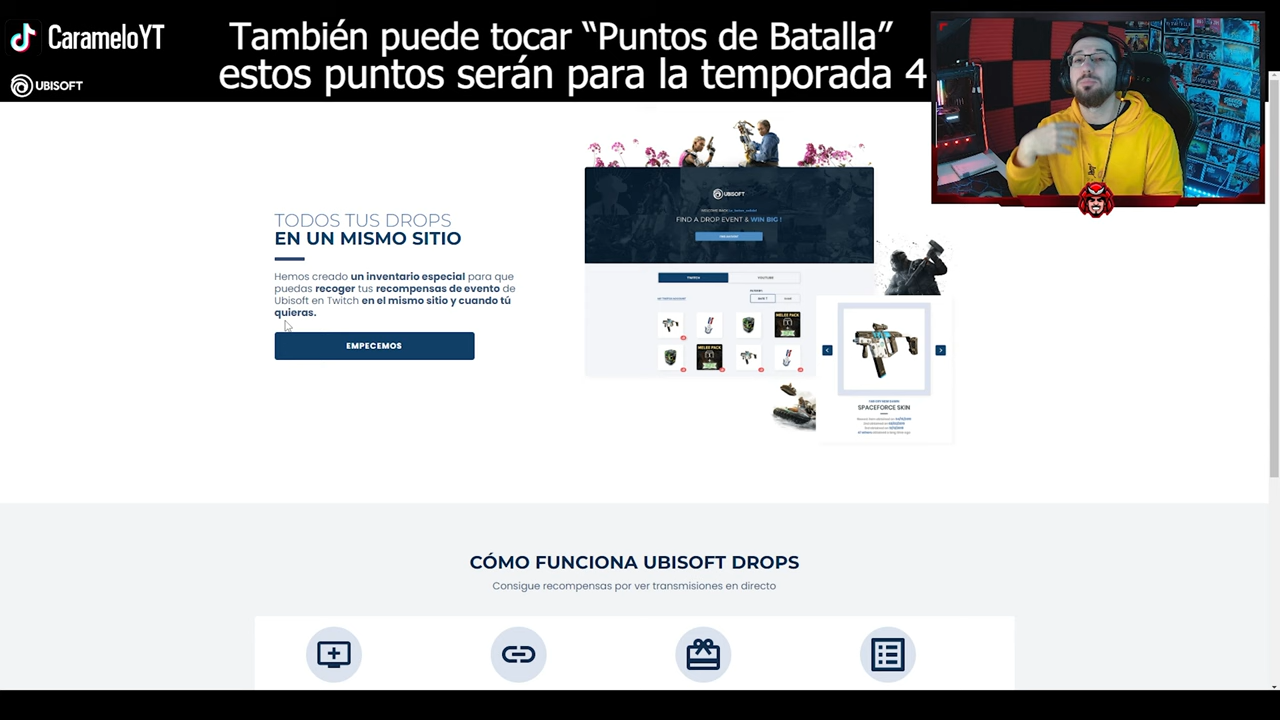 CarameloYT
También puede tocar “Puntos de Batalla”
estos puntos serán para la temporada 4
UBISOFT
TODOS TUS DROPS
EN UN MISMO SITIO
Hemos creado un inventario especial para que
puedas recoger tus recompensas de evento de
Ubisoft en Twitch en el mismo sitio y cuando tú
quieras.
EMPECEMOS
UBISOFT
FIND A DROP EVENT & WIN BIG !
TWITCH
YOUTUBE
MELEE PACK
MELEE PACK
SPACEFORCE SKIN
CÓMO FUNCIONA UBISOFT DROPS
Consigue recompensas por ver transmisiones en directo